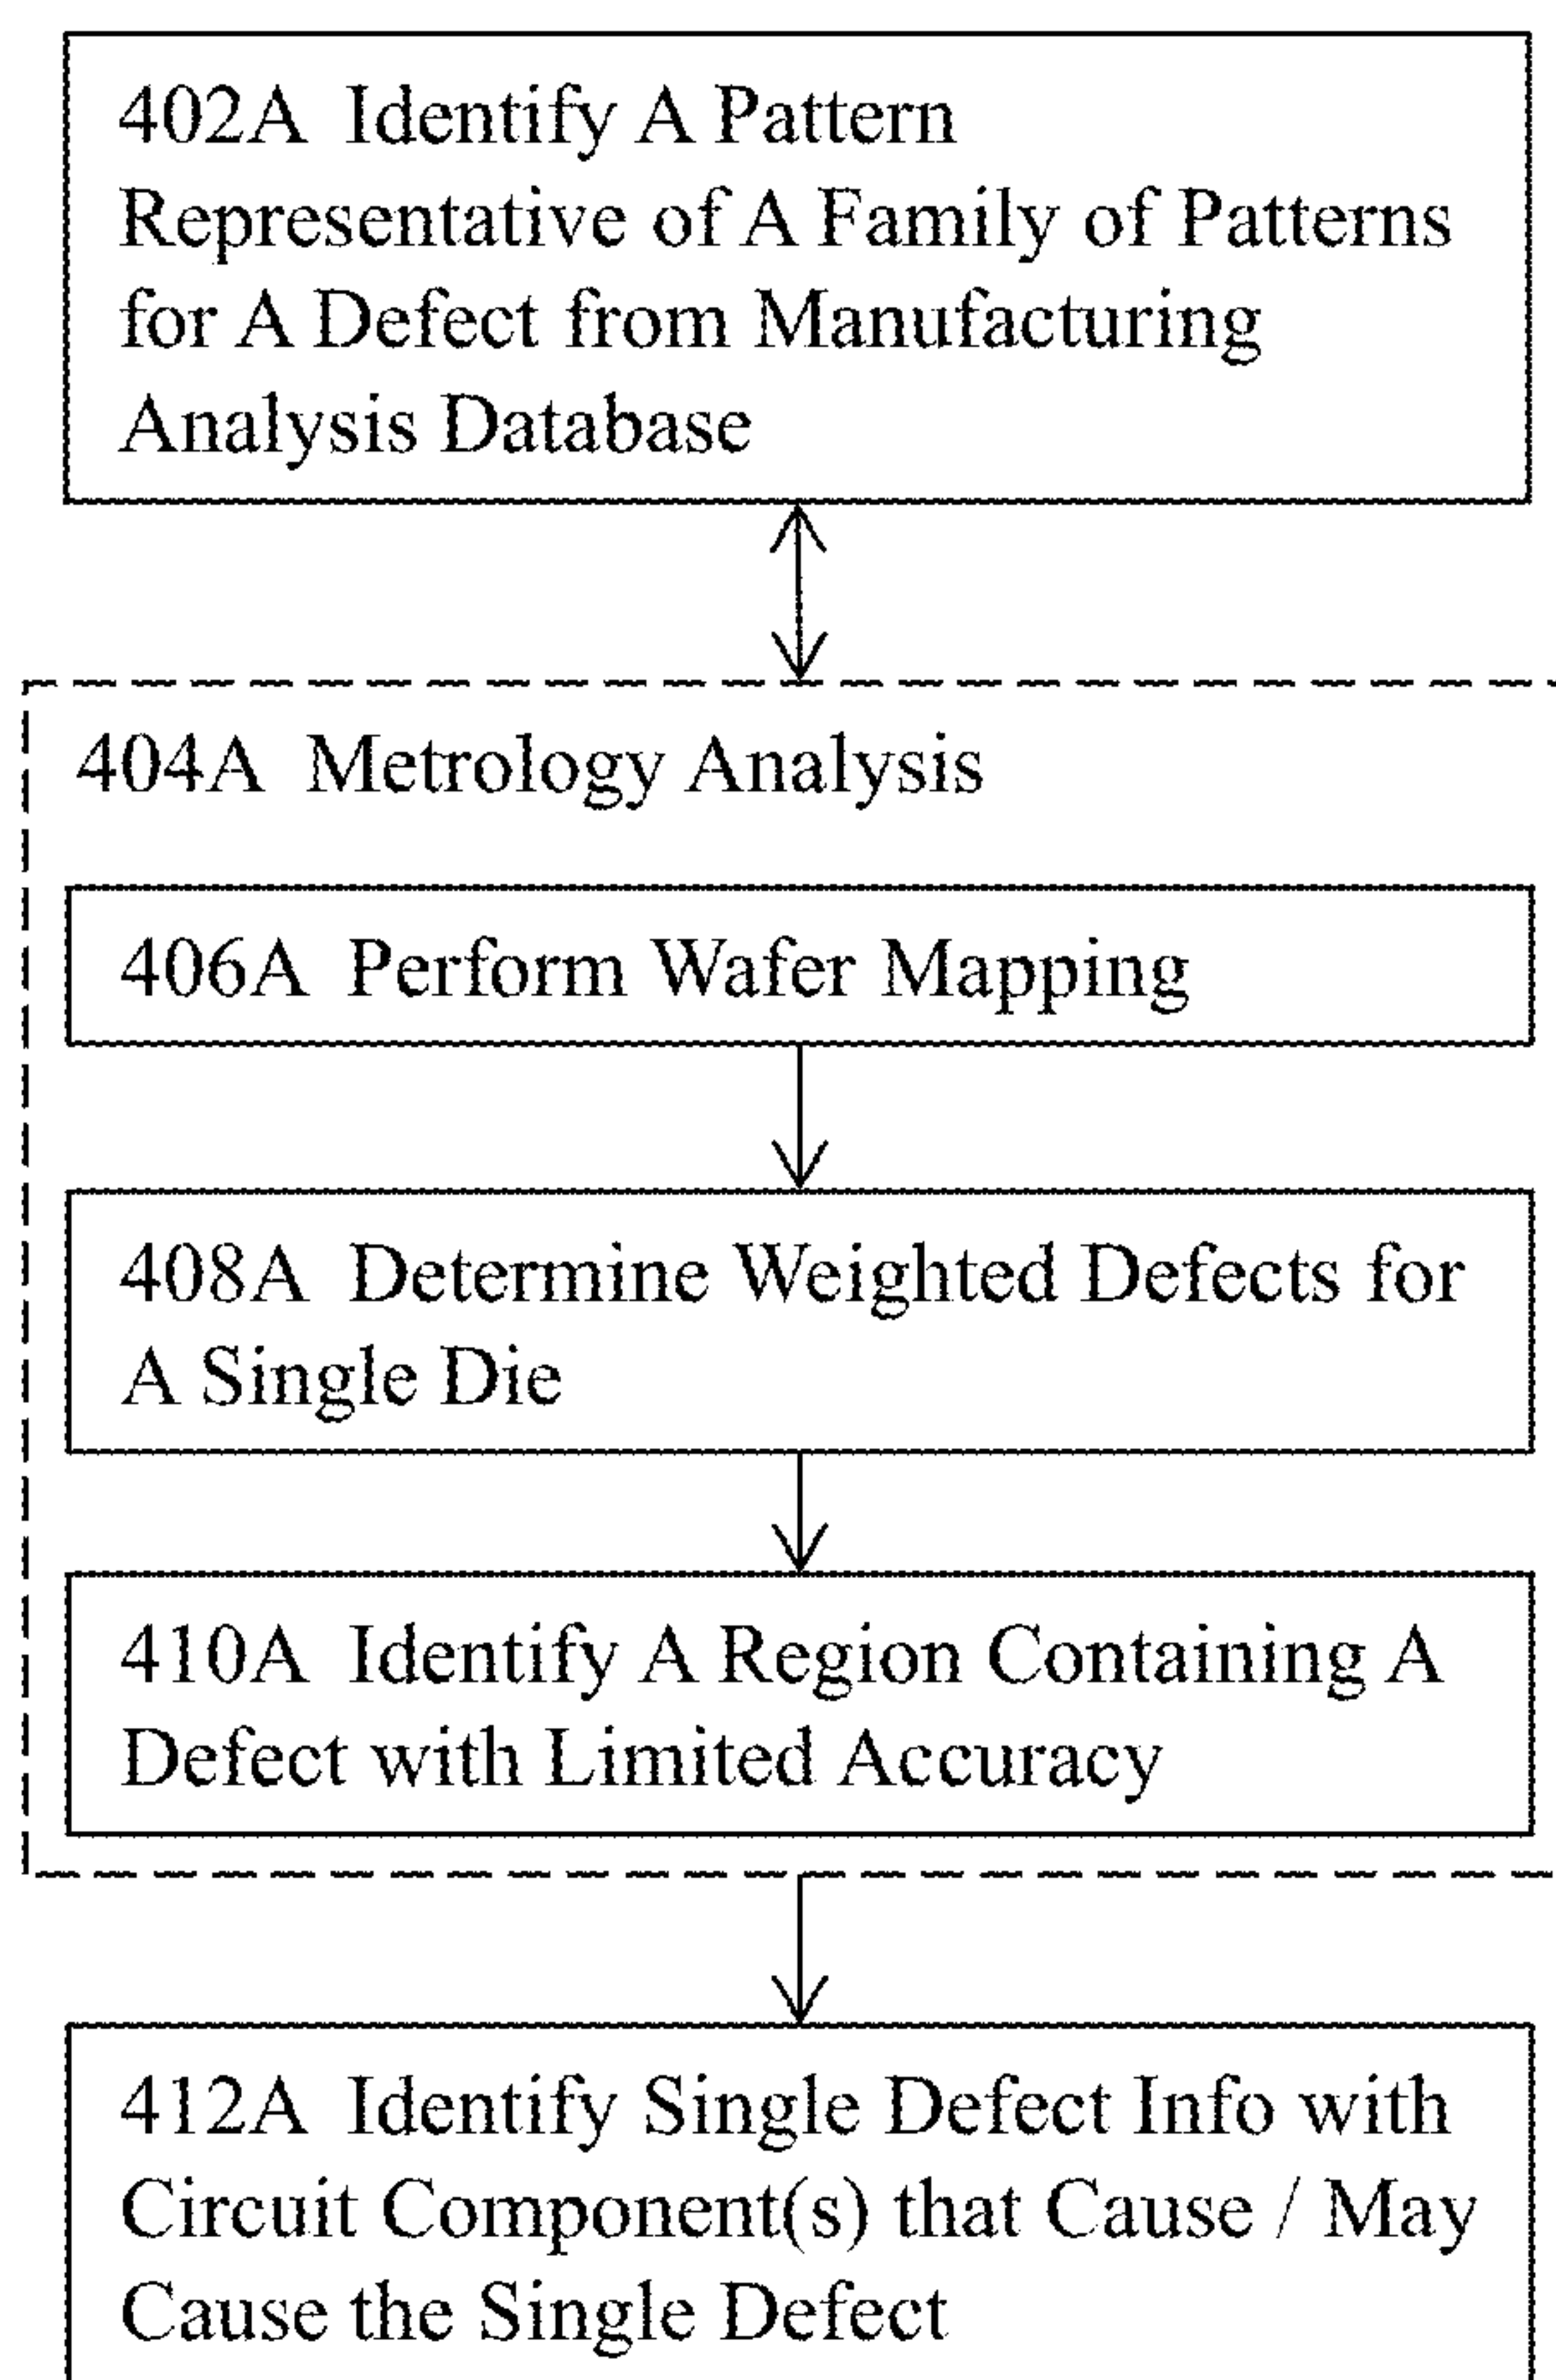 402A Identify A Pattern
Representative of A Family of Patterns
for A Defect from Manufacturing
Analysis Database
404A Metrology Analysis
406A Perform Wafer Mapping
408A Determine Weighted Defects for
A Single Die
410A Identify A Region Containing A
Defect with Limited Accuracy
412A Identify Single Defect Info with
Circuit Component(s) that Cause / May
Cause the Single Defect